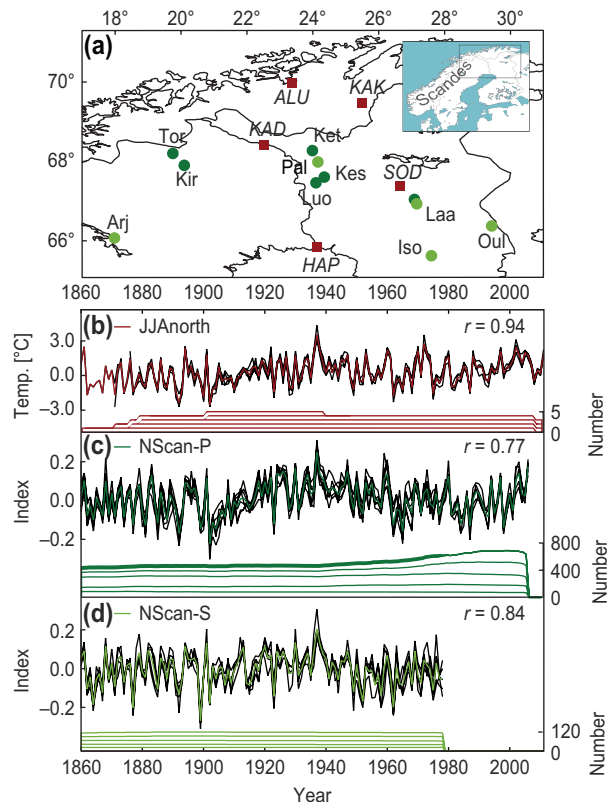 18° 20° 22° 24° 26° 28° 30°
(a)
Scandes
70°
ALU
KAK
Tor
KAD
Ket
68°
Pal
Kes
SOD
Kir
Luo
Laa
Arj
66°
Iso
Oul
HAP
1860 1880 1900 1920 1940 1960 1980 2000
(b) JJAnorth r = 0.94
Temp. [°C]
3.0
0.0
−3.0
5
0
Number
(c) NScan-P r = 0.77
Index
0.2
0.0
−0.2
800
400
0
Number
(d) NScan-S r = 0.84
Index
0.2
0.0
−0.2
120
0
Number
1860 1880 1900 1920 1940 1960 1980 2000
Year